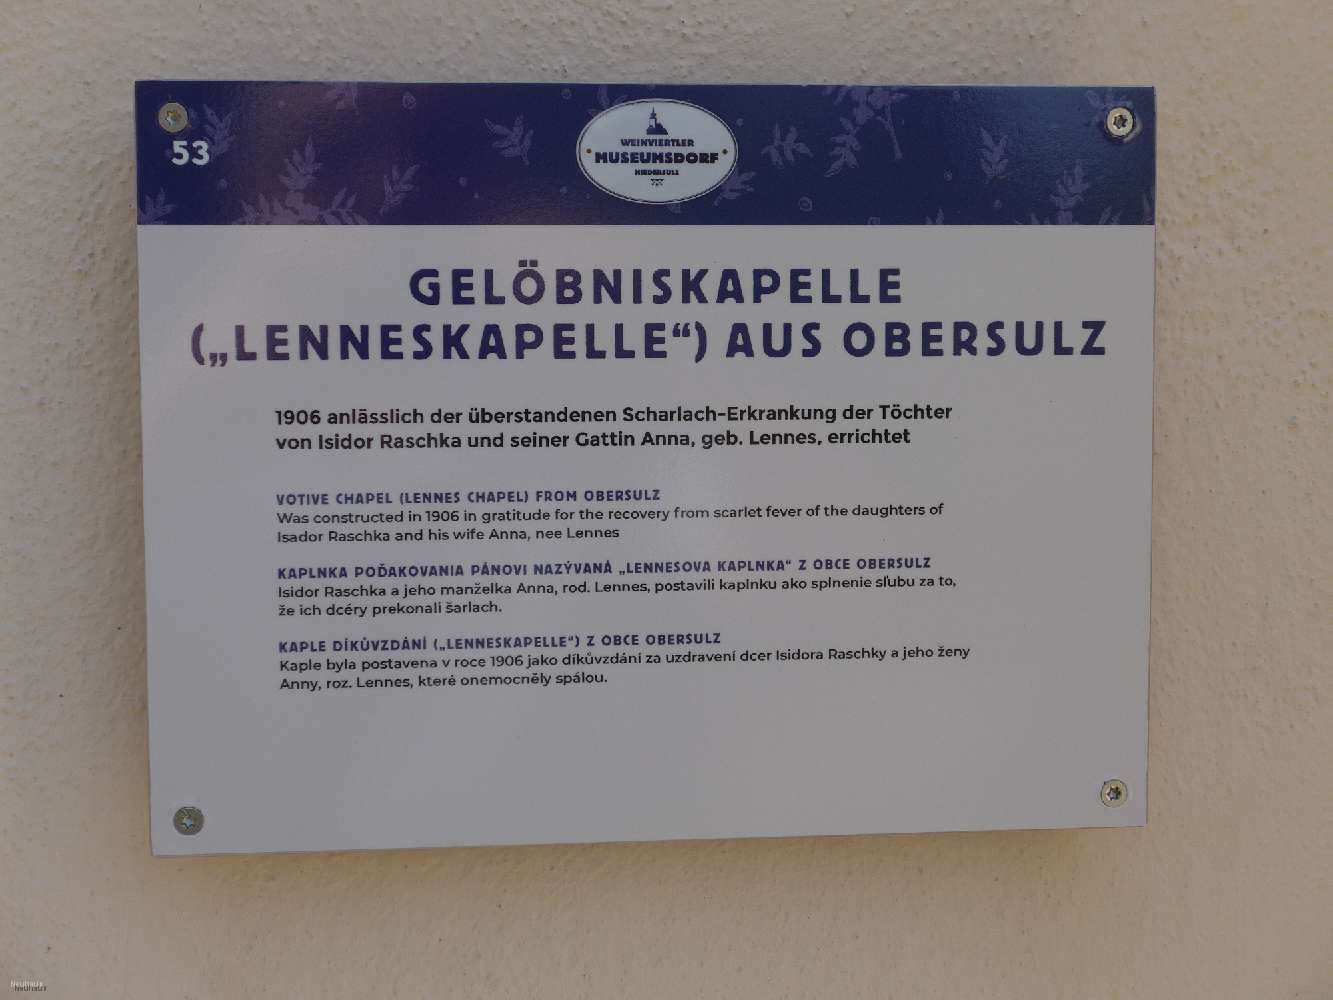 53
WEINVIERTLER
MUSEUMSDORF
NIEDERSULZ
GELÖBNISKAPELLE
(„LENNESKAPELLE“) AUS OBERSULZ
1906 anlässlich der überstandenen Scharlach-Erkrankung der Töchter
von Isidor Raschka und seiner Gattin Anna, geb. Lennes, errichtet
VOTIVE CHAPEL (LENNES CHAPEL) FROM OBERSULZ
Was constructed in 1906 in gratitude for the recovery from scarlet fever of the daughters of
Isador Raschka and his wife Anna, nee Lennes
KAPLNKA POĎAKOVANIA PÁNOVI NAZÝVANÁ „LENNESOVA KAPLNKA“ Z OBCE OBERSULZ
Isidor Raschka a jeho manželka Anna, rod. Lennes, postavili kaplnku ako splnenie sľubu za to,
že ich dcéry prekonali šarlach.
KAPLE DÍKŮVZDÁNÍ („LENNESKAPELLE“) Z OBCE OBERSULZ
Kaple byla postavena v roce 1906 jako díkůvzdání za uzdravení dcer Isidora Raschky a jeho ženy
Anny, roz. Lennes, které onemocněly spálou.
Neuhaus